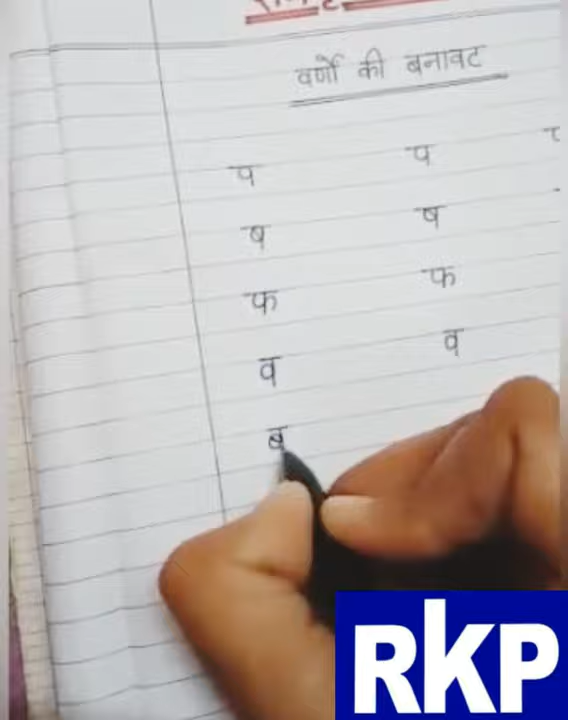 वर्णो की बनावट
प प
ष ष
फ फ
व व
ब
RKP